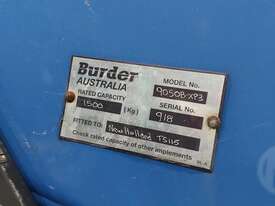 Burder
AUSTRALIA
MODEL No.
9050B-XP3
RATED CAPACITY
1500 (Kg)
SERIAL No.
918
FITTED TO: New Holland TS115
Check rated capacity of other implements